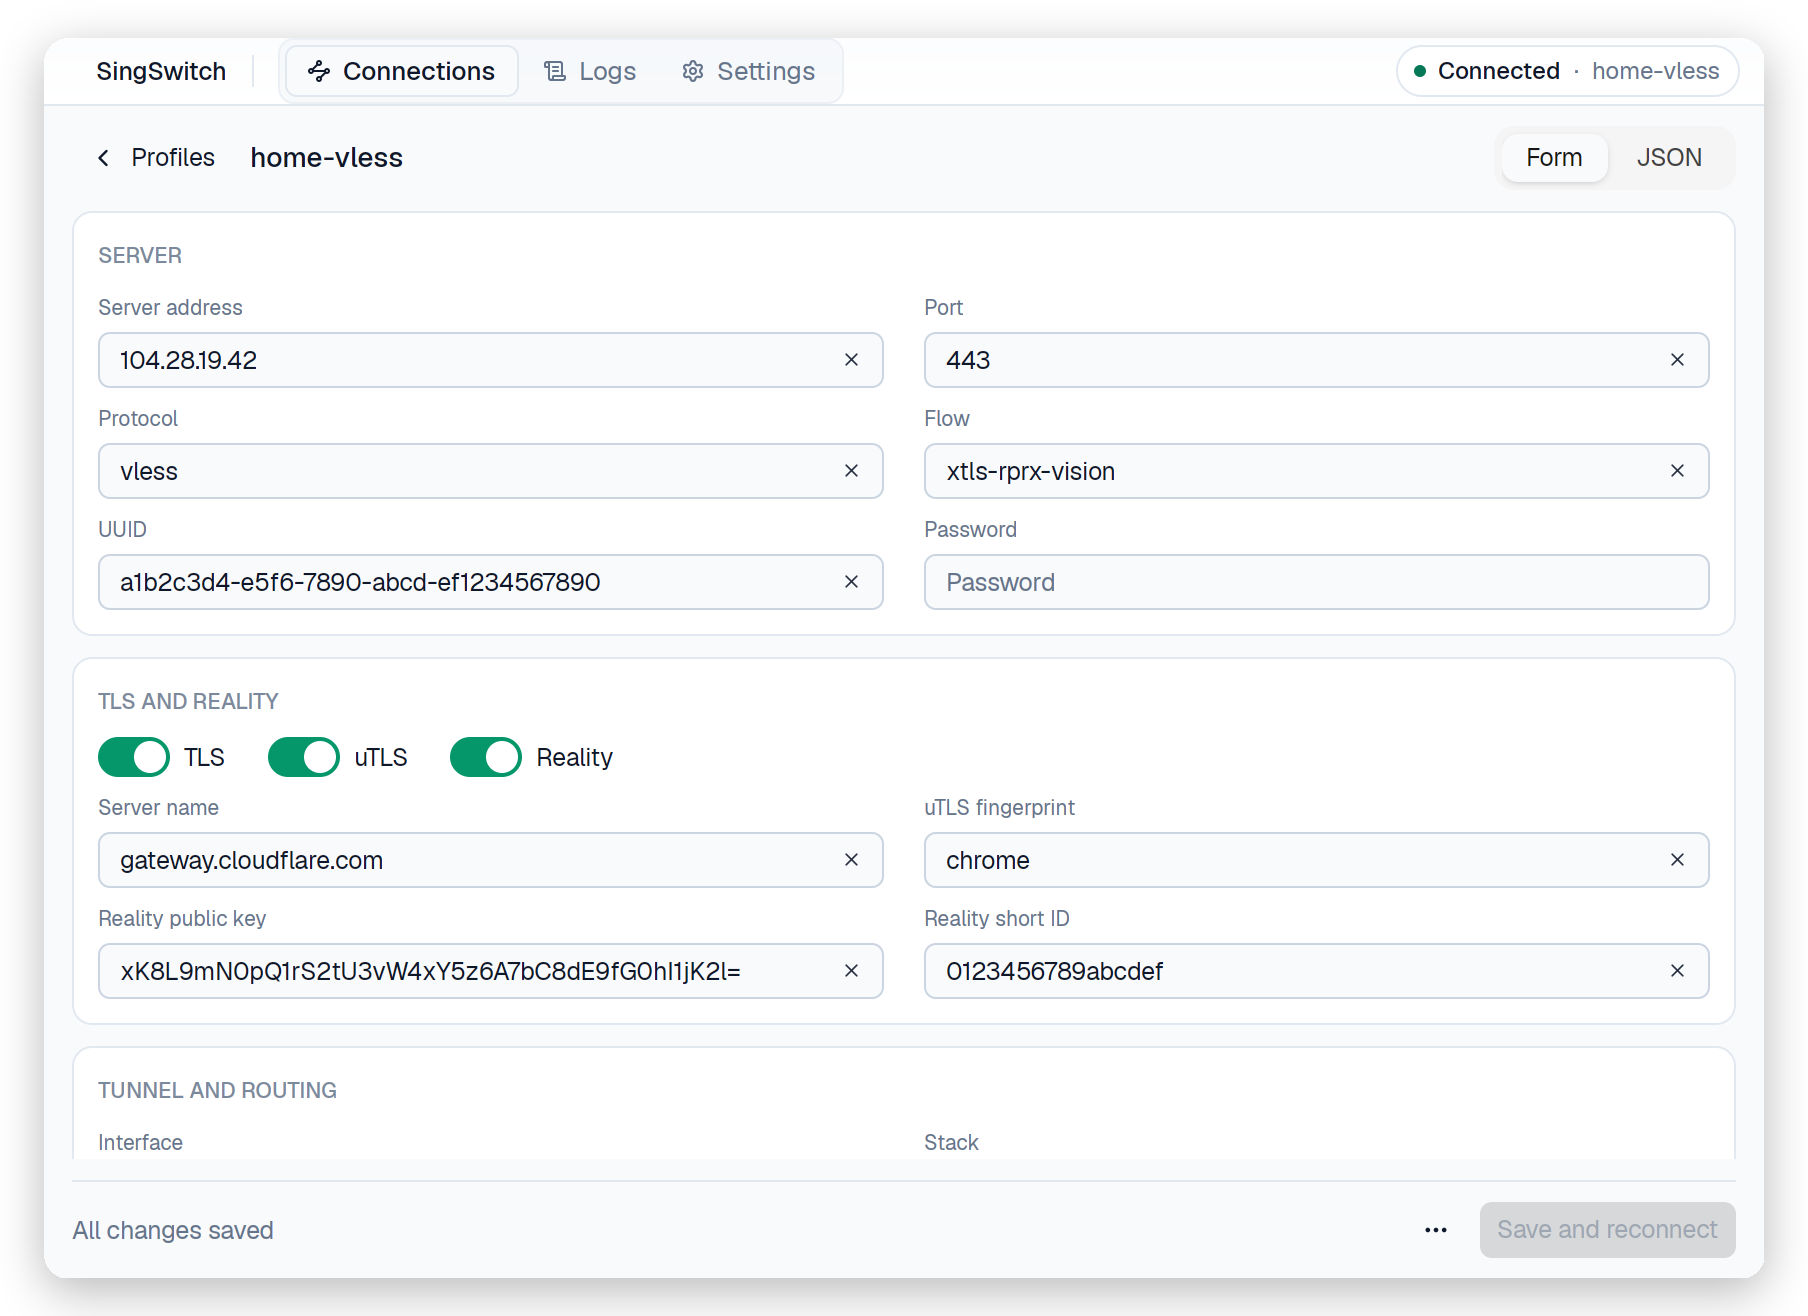 SingSwitch
Connections
Logs
Settings
Connected · home-vless
Profiles
home-vless
Form
JSON
SERVER
Server address
Port
104.28.19.42
443
Protocol
Flow
vless
xtls-rprx-vision
UUID
Password
a1b2c3d4-e5f6-7890-abcd-ef1234567890
Password
TLS AND REALITY
TLS
uTLS
Reality
Server name
uTLS fingerprint
gateway.cloudflare.com
chrome
Reality public key
Reality short ID
xK8L9mN0pQ1rS2tU3vW4xY5z6A7bC8dE9fG0hI1jK2l=
0123456789abcdef
TUNNEL AND ROUTING
Interface
Stack
All changes saved
Save and reconnect